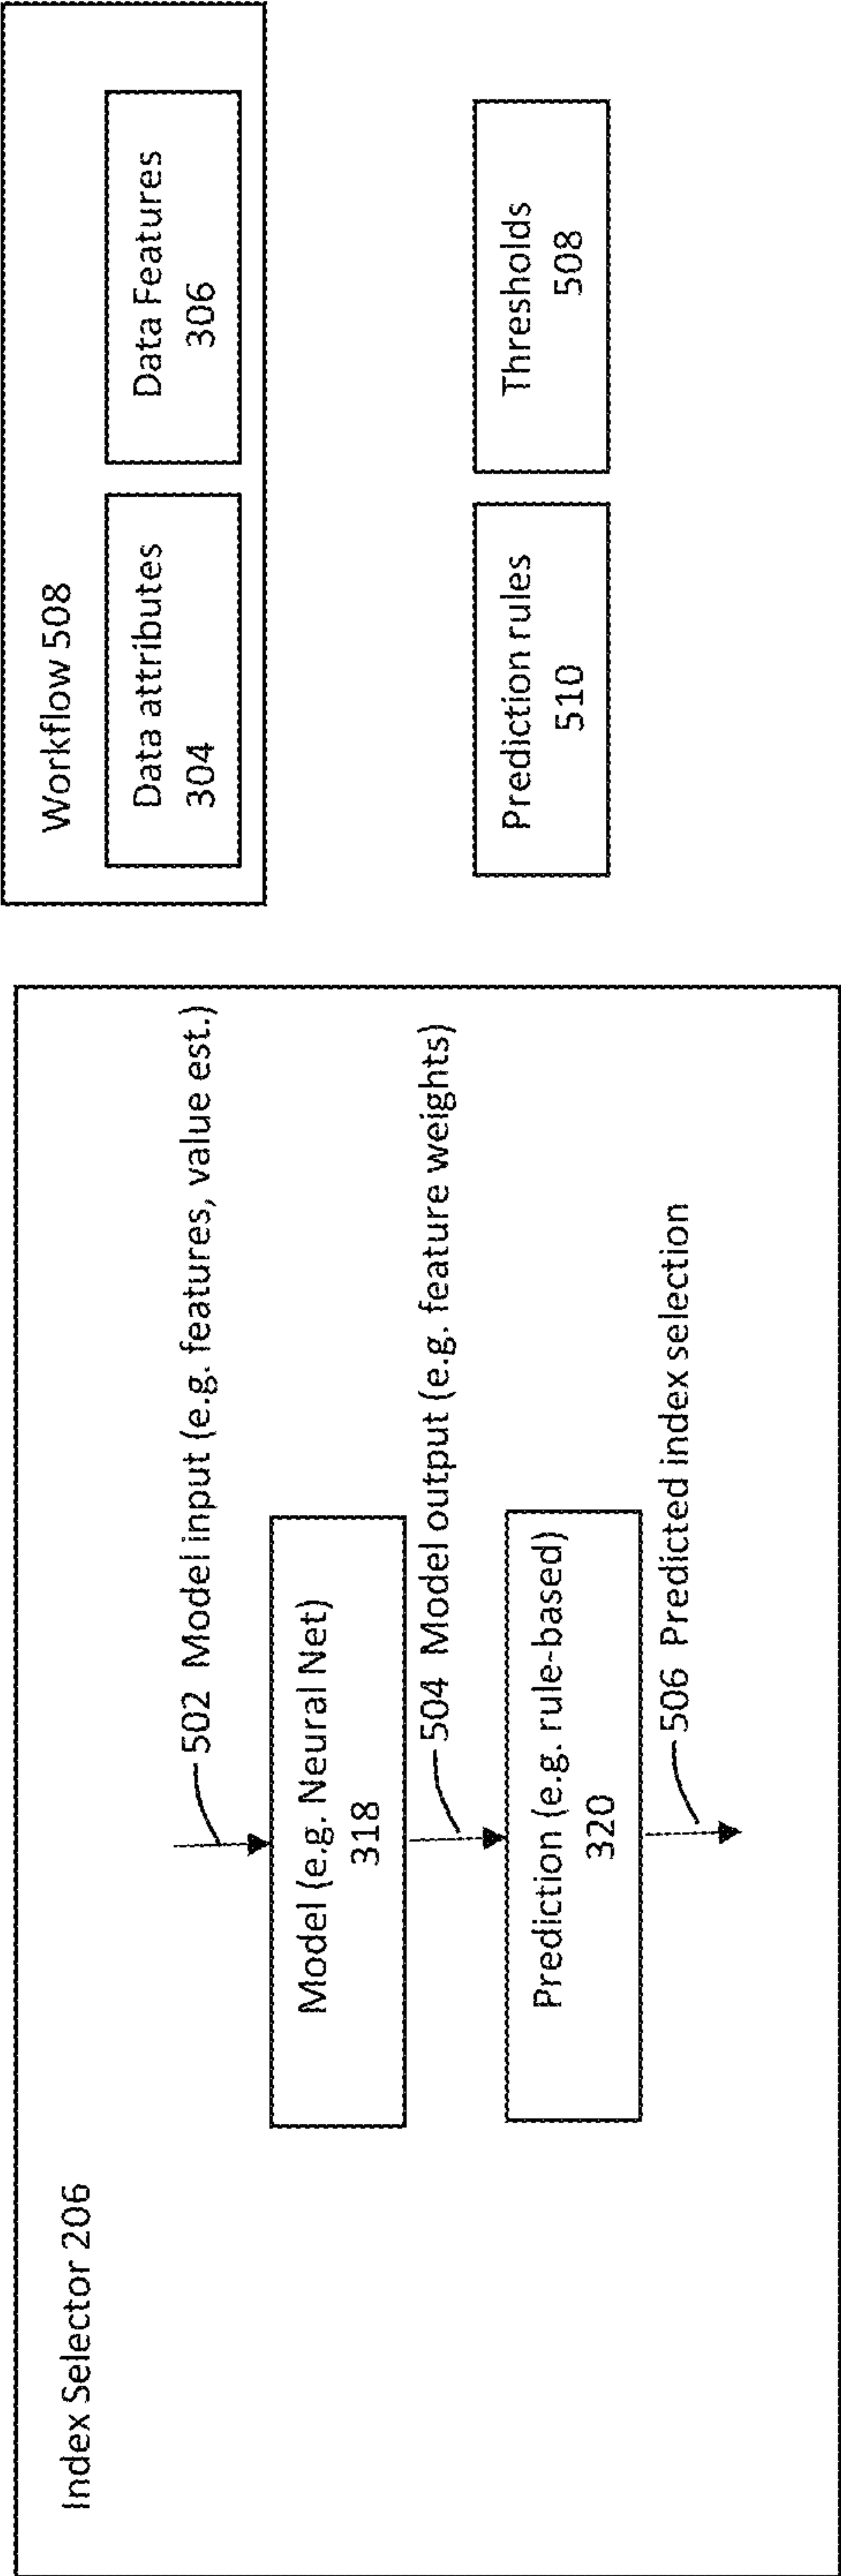 Index Selector 206
502 Model input (e.g. features, value est.)
Model (e.g. Neural Net)
318
504 Model output (e.g. feature weights)
Prediction (e.g. rule-based)
320
506 Predicted index selection
Workflow 508
Data attributes
304
Data Features
306
Prediction rules
510
Thresholds
508